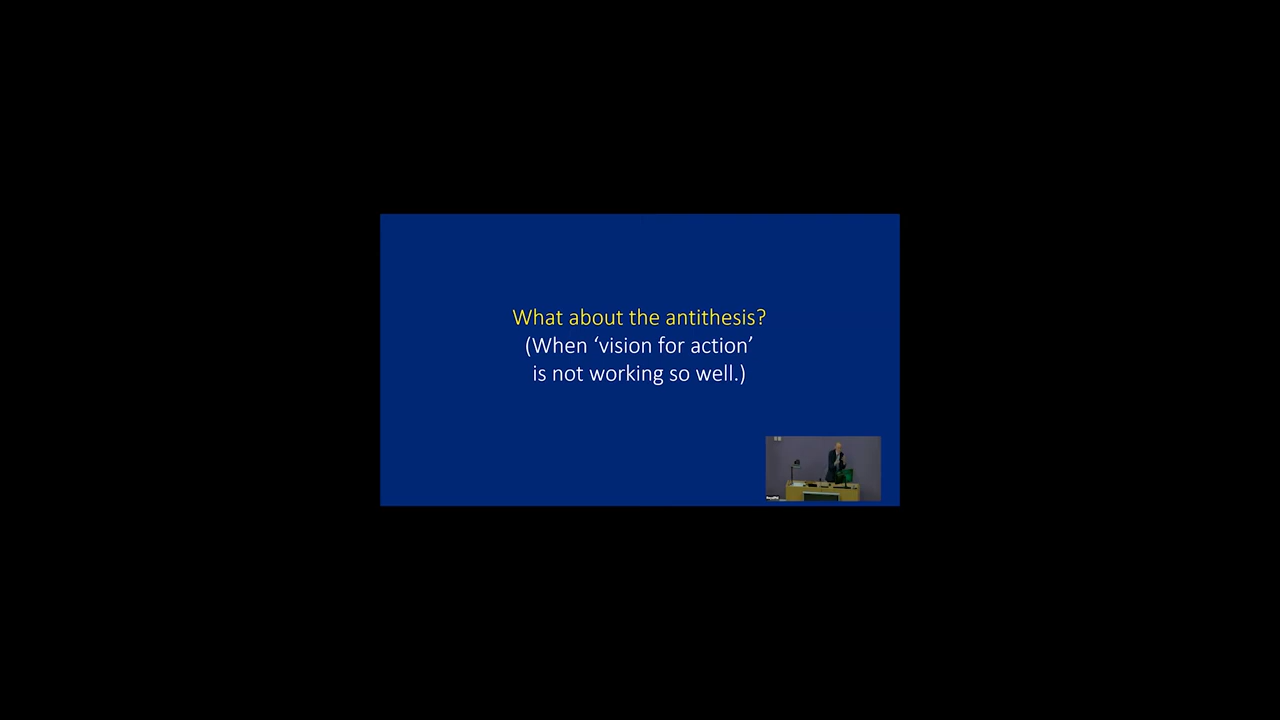 What about the antithesis?
(When ‘vision for action’
is not working so well.)